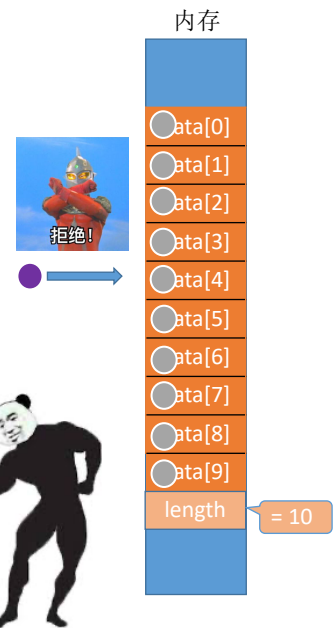 内存
ata[0]
ata[1]
ata[2]
拒绝!
ata[3]
ata[4]
ata[5]
ata[6]
ata[7]
ata[8]
ata[9]
length
= 10